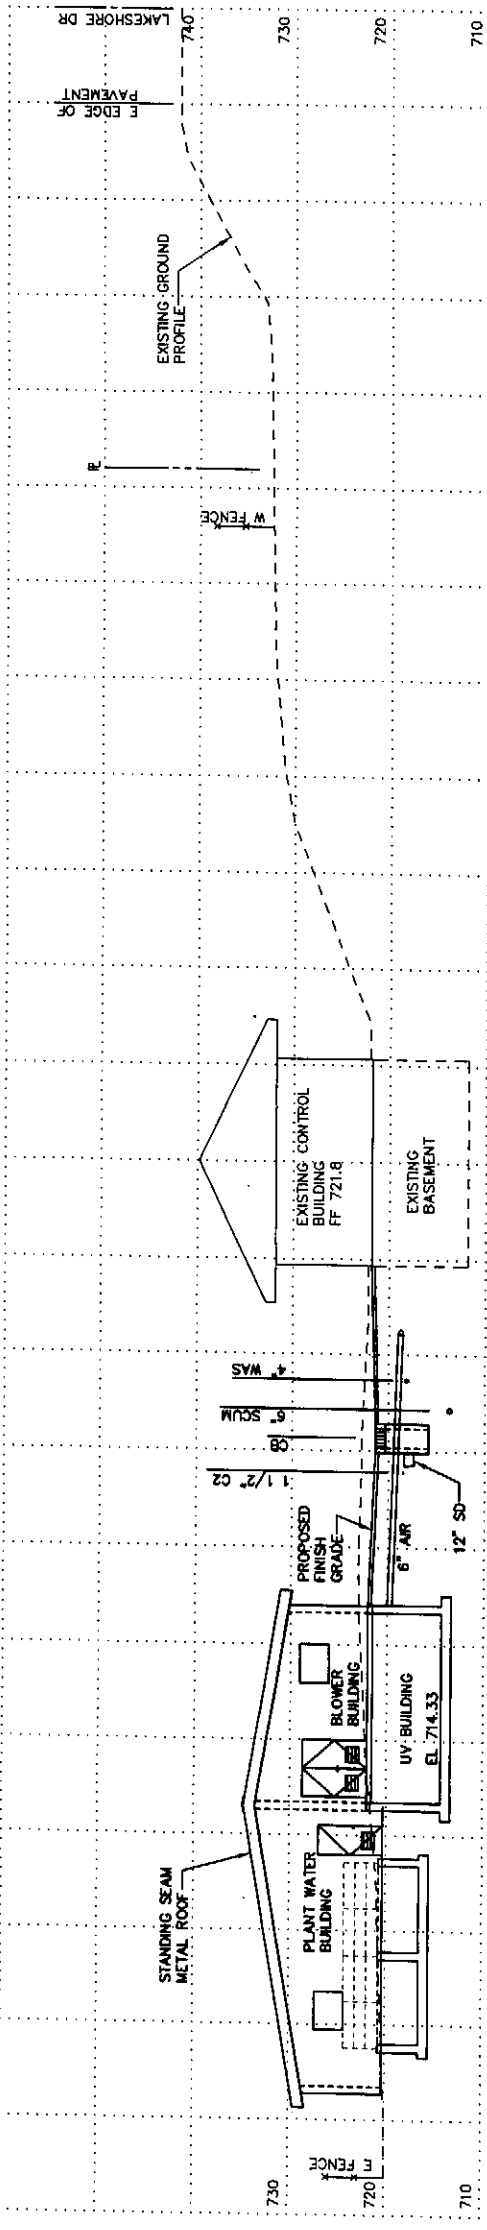 730
720
710
E FENCE
STANDING SEAM
METAL ROOF
PLANT WATER
BUILDING
BLOWER
BUILDING
UV BUILDING
EL 714.33
PROPOSED
FINISH
GRADE
6" AIR
12" SD
1 1/2" C2
CB
6" SCUM
4" WAS
EXISTING CONTROL
BUILDING
FF 721.8
EXISTING
BASEMENT
W FENCE
PL
EXISTING GROUND
PROFILE
E EDGE OF
PAVEMENT
LAKESHORE DR
740
730
720
710